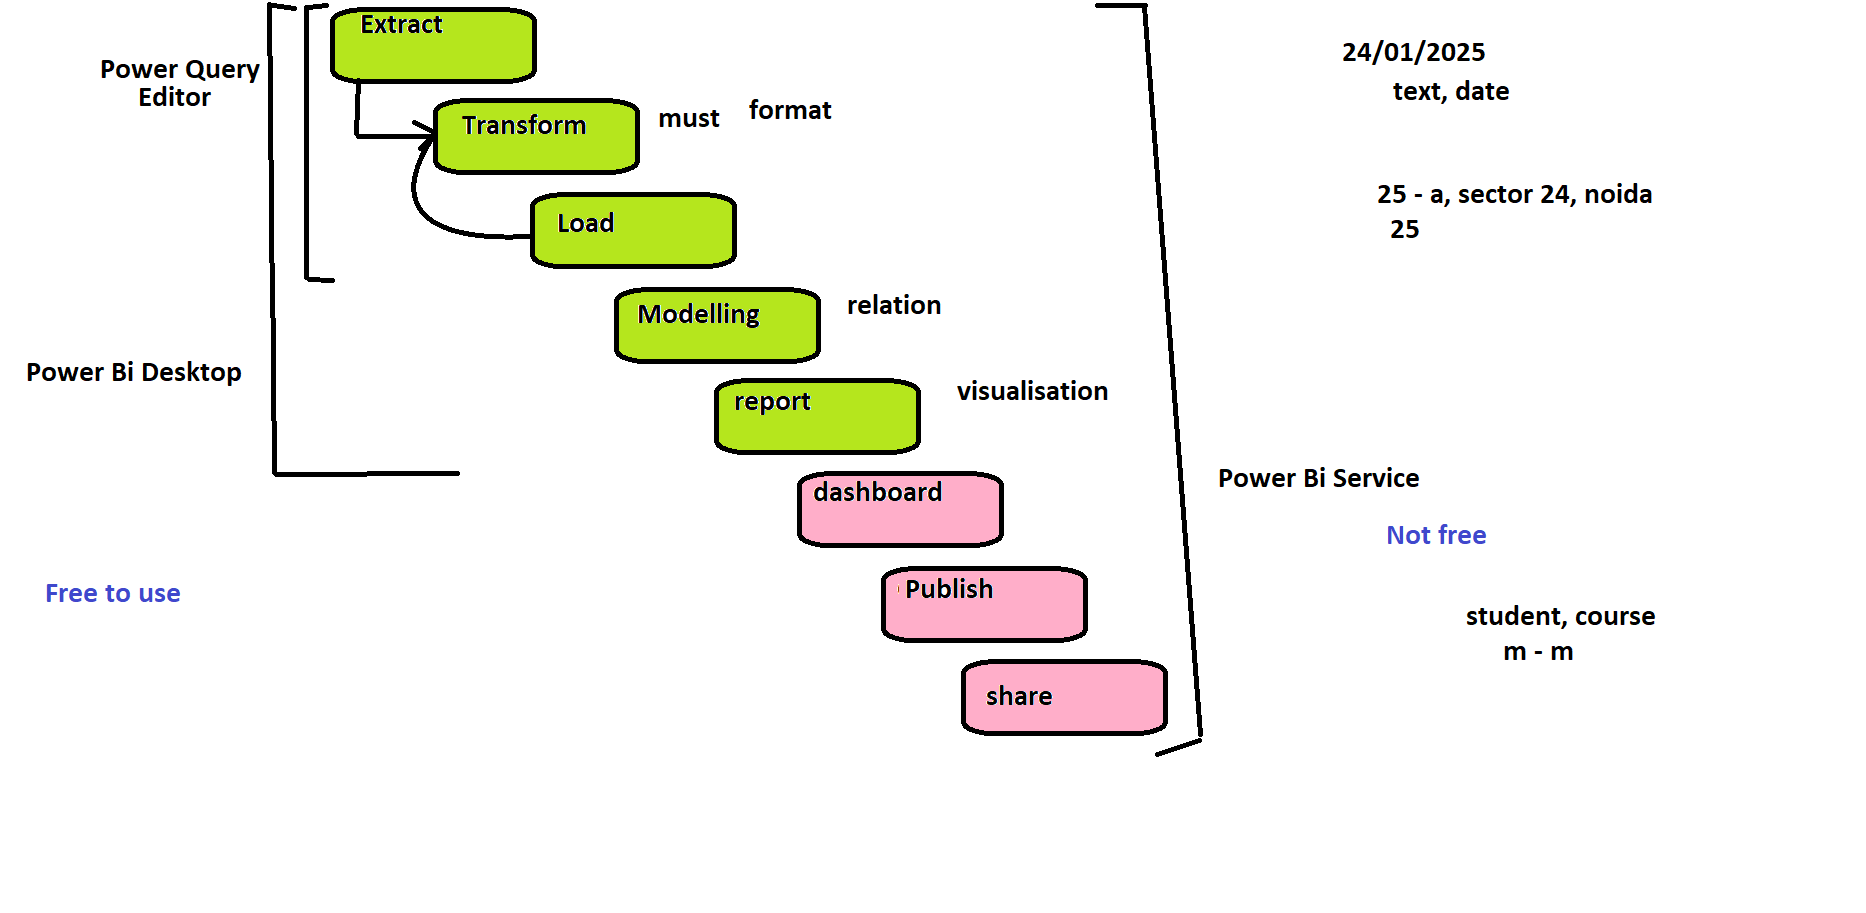 Extract
Power Query
Editor
24/01/2025
text, date
Transform
must
format
25 - a, sector 24, noida
25
Load
Modelling
relation
Power Bi Desktop
report
visualisation
dashboard
Power Bi Service
Not free
Free to use
Publish
student, course
m - m
share